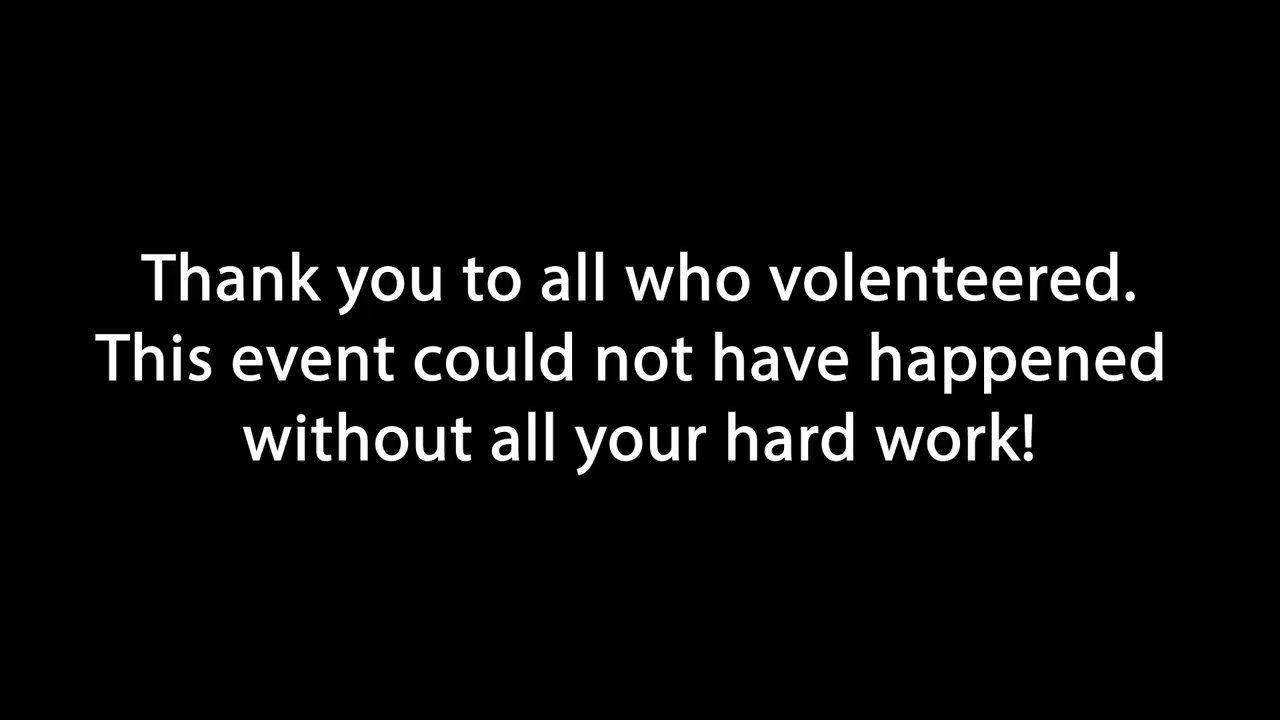 Thank you to all who volenteered.
This event could not have happened
without all your hard work!